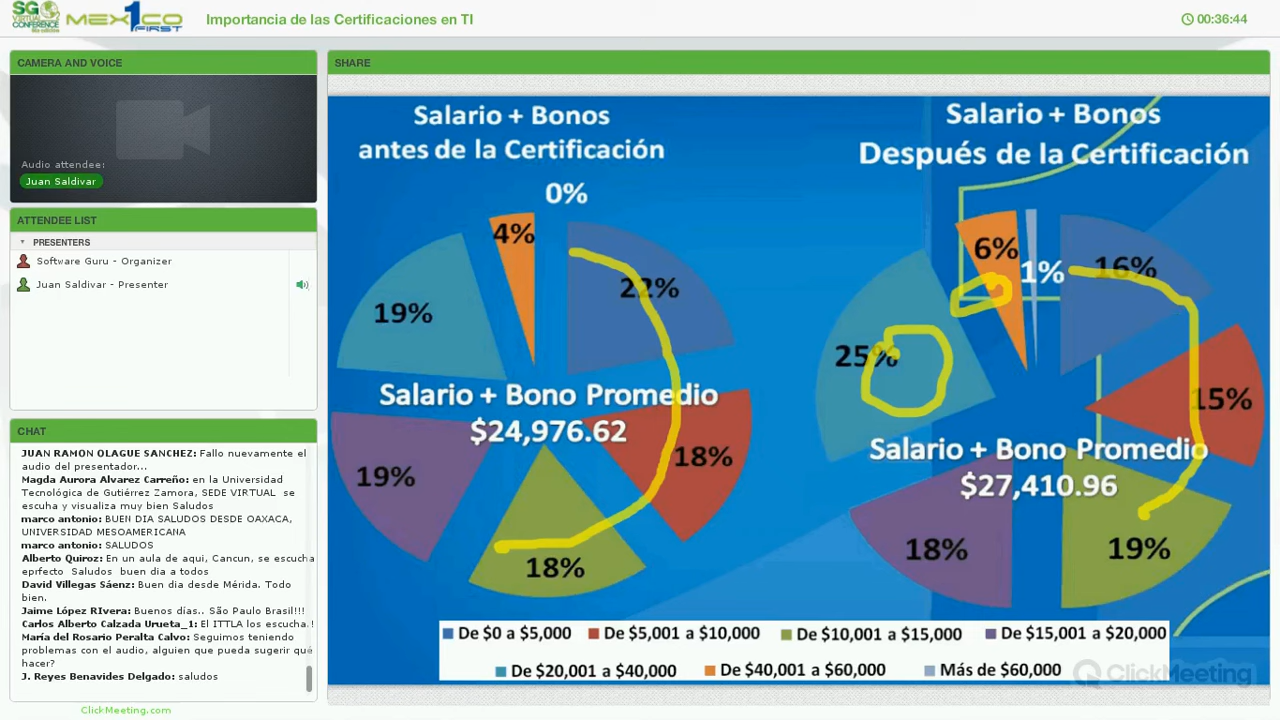 SG
VIRTUAL
CONFERENCE
MEX1CO
FIRST
Importancia de las Certificaciones en TI
00:36:44
CAMERA AND VOICE
Audio attendee:
Juan Saldivar
ATTENDEE LIST
PRESENTERS
Software Guru - Organizer
Juan Saldivar - Presenter
CHAT
JUAN RAMON OLAGUE SANCHEZ: Fallo nuevamente el
audio del presentador...
Magda Aurora Alvarez Carreño: en la Universidad
Tecnológica de Gutiérrez Zamora, SEDE VIRTUAL se
escuha y visualiza muy bien Saludos
marco antonio: BUEN DIA SALUDOS DESDE OAXACA,
UNIVERSIDAD MESOAMERICANA
marco antonio: SALUDOS
Alberto Quiroz: En un aula de aqui, Cancun, se escucha
eprfecto Saludos buen dia a todos
David Villegas Sáenz: Buen dia desde Mérida. Todo
bien.
Jaime López RIvera: Buenos días.. São Paulo Brasil!!!
Carlos Alberto Calzada Urueta_1: El ITTLA los escucha.!
María del Rosario Peralta Calvo: Seguimos teniendo
problemas con el audio, alguien que pueda sugerir qué
hacer?
J. Reyes Benavides Delgado: saludos
ClickMeeting.com
SHARE
Salario + Bonos
antes de la Certificación
0%
4%
22%
19%
Salario + Bono Promedio
$24,976.62
18%
19%
18%
Salario + Bonos
Después de la Certificación
6%
1%
16%
25%
15%
Salario + Bono Promedio
$27,410.96
18%
19%
De $0 a $5,000 De $5,001 a $10,000 De $10,001 a $15,000 De $15,001 a $20,000
De $20,001 a $40,000 De $40,001 a $60,000 Más de $60,000
ClickMeeting